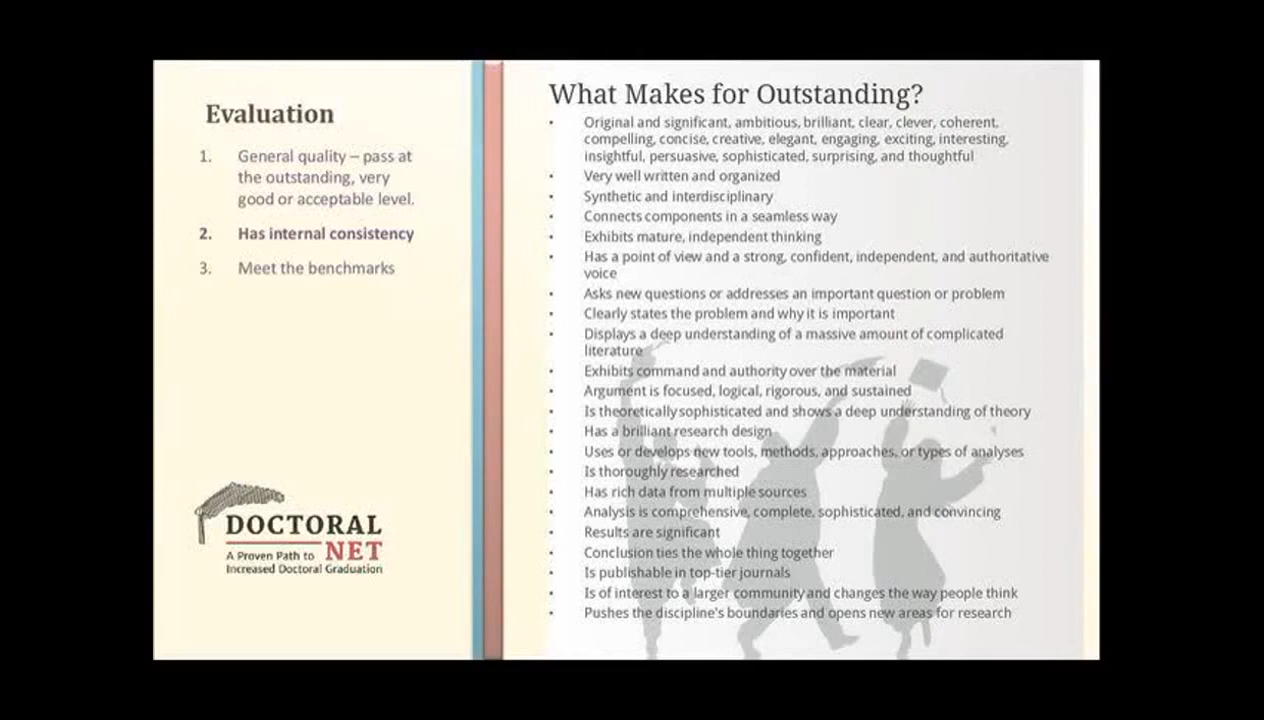 Evaluation
1. General quality – pass at
the outstanding, very
good or acceptable level.
2. Has internal consistency
3. Meet the benchmarks
DOCTORAL
A Proven Path to NET
Increased Doctoral Graduation
What Makes for Outstanding?
• Original and significant, ambitious, brilliant, clear, clever, coherent,
compelling, concise, creative, elegant, engaging, exciting, interesting,
insightful, persuasive, sophisticated, surprising, and thoughtful
• Very well written and organized
• Synthetic and interdisciplinary
• Connects components in a seamless way
• Exhibits mature, independent thinking
• Has a point of view and a strong, confident, independent, and authoritative
voice
• Asks new questions or addresses an important question or problem
• Clearly states the problem and why it is important
• Displays a deep understanding of a massive amount of complicated
literature
• Exhibits command and authority over the material
• Argument is focused, logical, rigorous, and sustained
• Is theoretically sophisticated and shows a deep understanding of theory
• Has a brilliant research design
• Uses or develops new tools, methods, approaches, or types of analyses
• Is thoroughly researched
• Has rich data from multiple sources
• Analysis is comprehensive, complete, sophisticated, and convincing
• Results are significant
• Conclusion ties the whole thing together
• Is publishable in top-tier journals
• Is of interest to a larger community and changes the way people think
• Pushes the discipline's boundaries and opens new areas for research